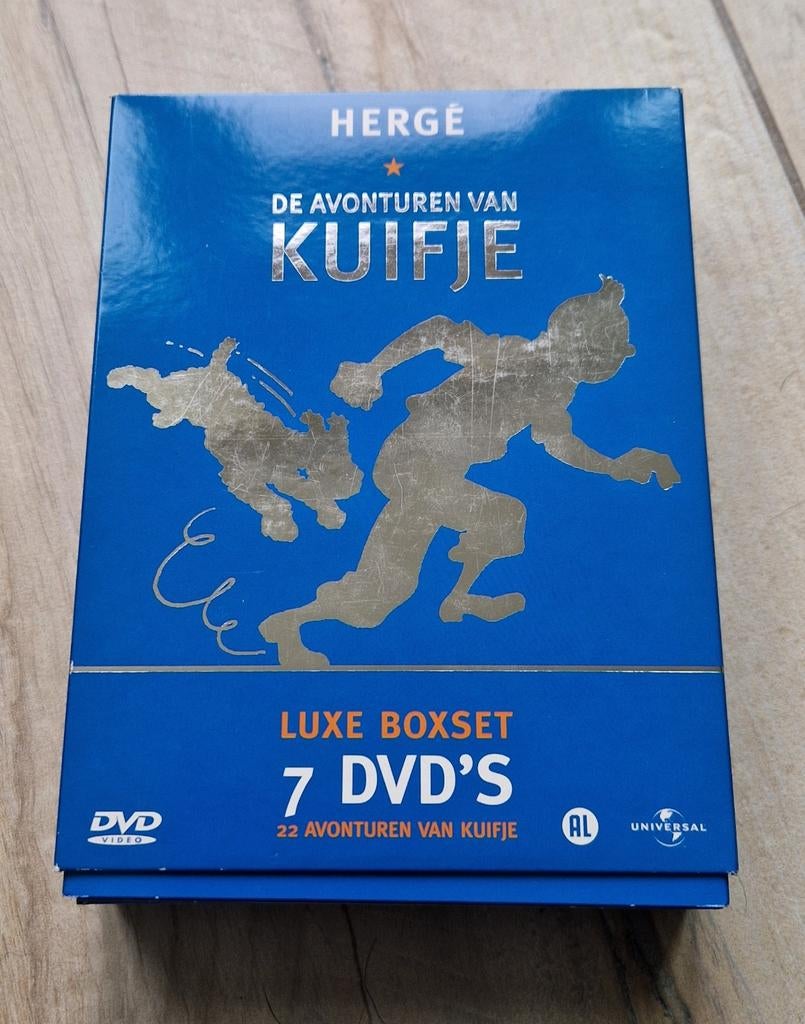 HERGÉ
DE AVONTUREN VAN
KUIFJE
LUXE BOXSET
7 DVD'S
22 AVONTUREN VAN KUIFJE
DVD
VIDEO
AL
UNIVERSAL